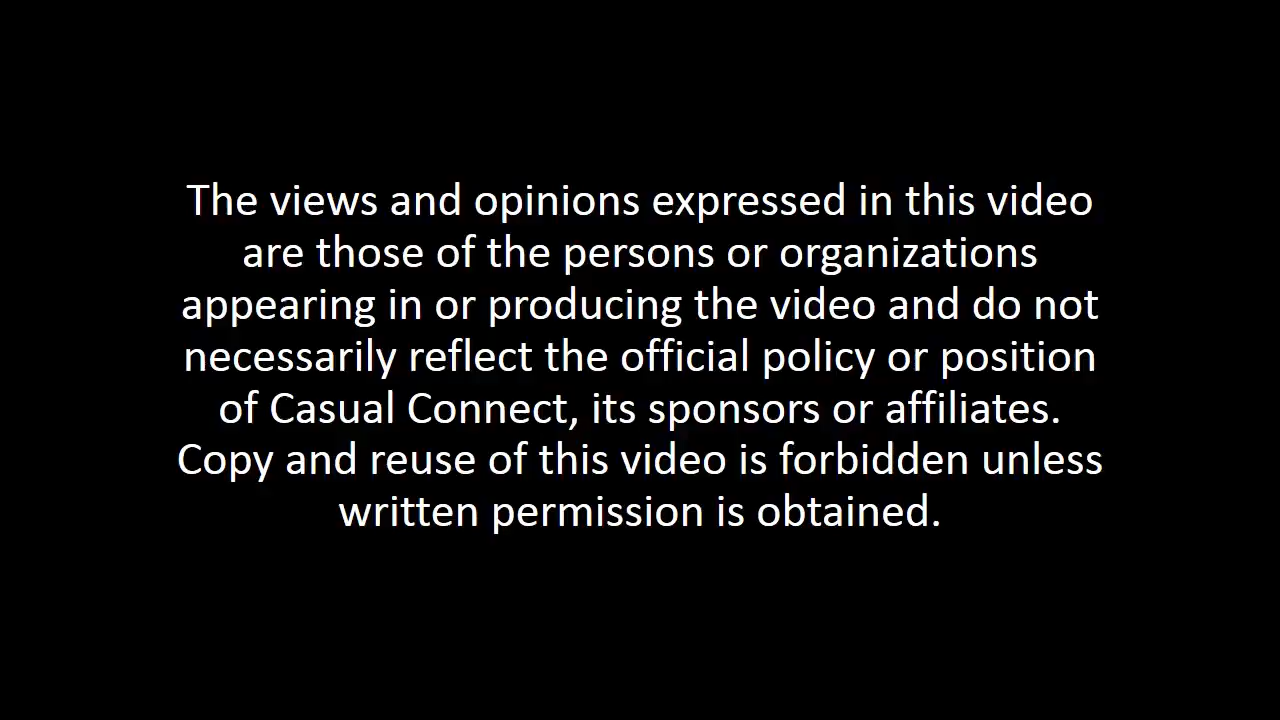 The views and opinions expressed in this video
are those of the persons or organizations
appearing in or producing the video and do not
necessarily reflect the official policy or position
of Casual Connect, its sponsors or affiliates.
Copy and reuse of this video is forbidden unless
written permission is obtained.